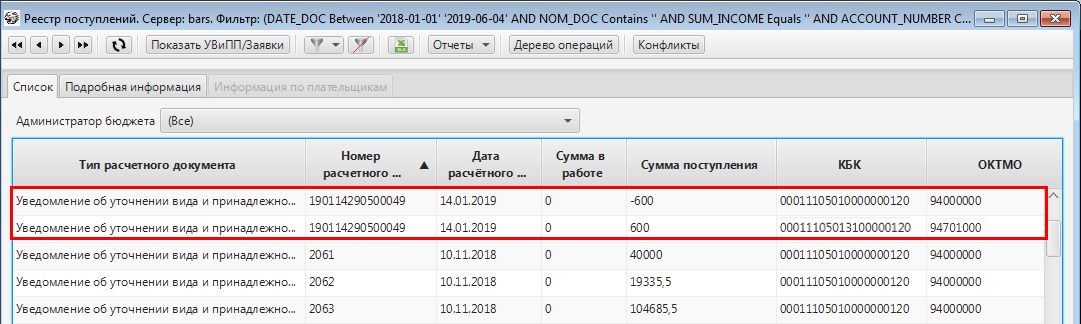 Реестр поступлений. Сервер: bars. Фильтр: (DATE_DOC Between '2018-01-01' '2019-06-04' AND NOM_DOC Contains '' AND SUM_INCOME Equals '' AND ACCOUNT_NUMBER C...
Показать УВиПП/Заявки Отчеты Дерево операций Конфликты
Список Подробная информация Информация по плательщикам
Администратор бюджета (Все)
Тип расчетного документа Номер расчетного ... Дата расчётного ... Сумма в работе Сумма поступления КБК ОКТМО
Уведомление об уточнении вида и принадлежно... 190114290500049 14.01.2019 0 -600 00011105010000000120 94000000
Уведомление об уточнении вида и принадлежно... 190114290500049 14.01.2019 0 600 00011105013100000120 94701000
Уведомление об уточнении вида и принадлежно... 2061 10.11.2018 0 40000 00011105010000000120 94000000
Уведомление об уточнении вида и принадлежно... 2062 10.11.2018 0 19335,5 00011105010000000120 94000000
Уведомление об уточнении вида и принадлежно... 2063 10.11.2018 0 104685,5 00011105010000000120 94000000